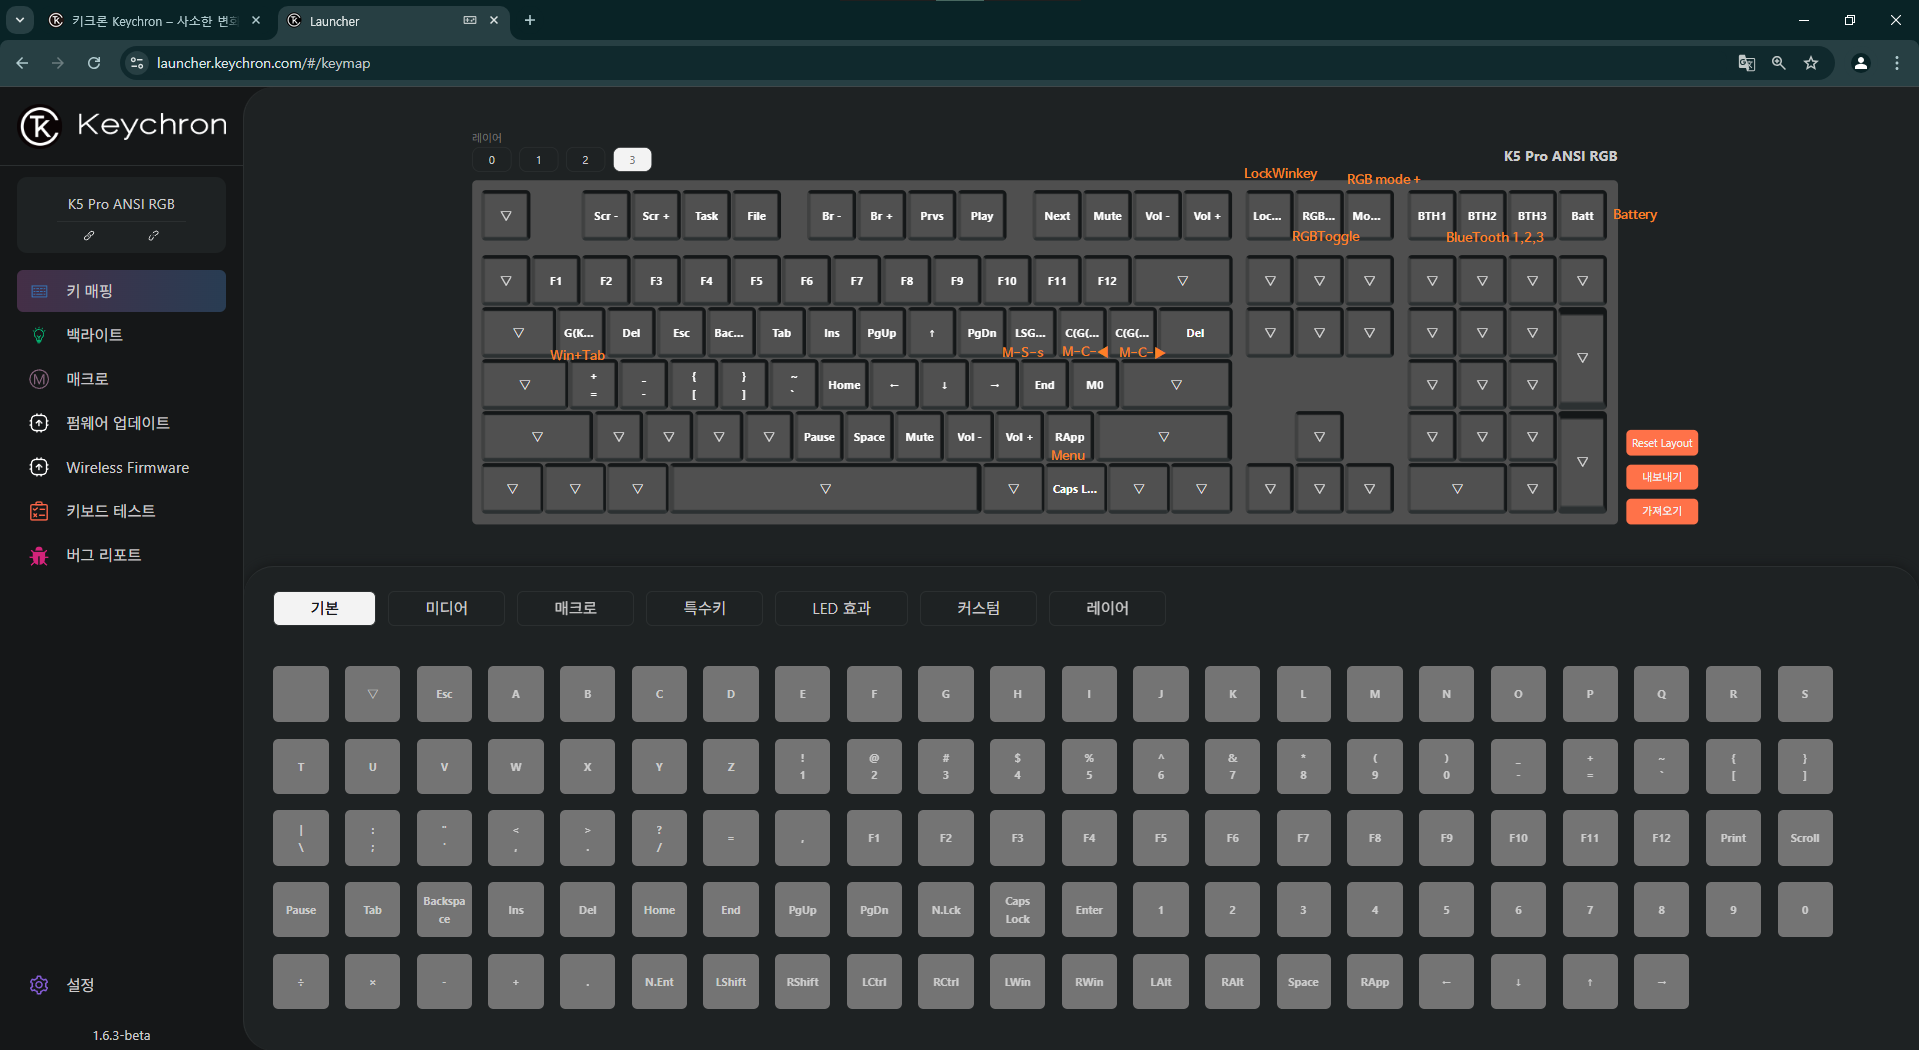 키크론 Keychron – 사소한 변화
Launcher
launcher.keychron.com/#/keymap
Keychron
K5 Pro ANSI RGB
키 매핑
백라이트
매크로
펌웨어 업데이트
Wireless Firmware
키보드 테스트
버그 리포트
설정
1.6.3-beta
레이어
0 1 2 3
K5 Pro ANSI RGB
LockWinkey
RGB mode +
▽ Scr - Scr + Task File Br - Br + Prvs Play Next Mute Vol - Vol + Loc... RGB... Mo... BTH1 BTH2 BTH3 Batt
Battery
RGBToggle
BlueTooth 1,2,3
▽ F1 F2 F3 F4 F5 F6 F7 F8 F9 F10 F11 F12 ▽ ▽ ▽ ▽ ▽ ▽ ▽ ▽
▽ G(K... Del Esc Bac... Tab Ins PgUp ↑ PgDn LSG... C(G(... C(G(... Del ▽ ▽ ▽ ▽ ▽ ▽ ▽
Win+Tab
M-S-s
M-C-◀
M-C-▶
▽ + = _ - { [ } ] ~ ` Home ← ↓ → End M0 ▽ ▽ ▽ ▽
▽ ▽ ▽ ▽ ▽ Pause Space Mute Vol - Vol + RApp ▽ ▽ ▽ ▽ ▽ ▽
Menu
▽ ▽ ▽ ▽ ▽ Caps L... ▽ ▽ ▽ ▽ ▽ ▽ ▽
Reset Layout
내보내기
가져오기
기본 미디어 매크로 특수키 LED 효과 커스텀 레이어
▽ Esc A B C D E F G H I J K L M N O P Q R S
T U V W X Y Z ! 1 @ 2 # 3 $ 4 % 5 ^ 6 & 7 * 8 ( 9 ) 0 _ - + = ~ ` { [ } ]
| \ : ; " ' < , > . ? / = , F1 F2 F3 F4 F5 F6 F7 F8 F9 F10 F11 F12 Print Scroll
Pause Tab Backspa ce Ins Del Home End PgUp PgDn N.Lck Caps Lock Enter 1 2 3 4 5 6 7 8 9 0
÷ × - + . N.Ent LShift RShift LCtrl RCtrl LWin RWin LAlt RAlt Space RApp ← ↓ ↑ →